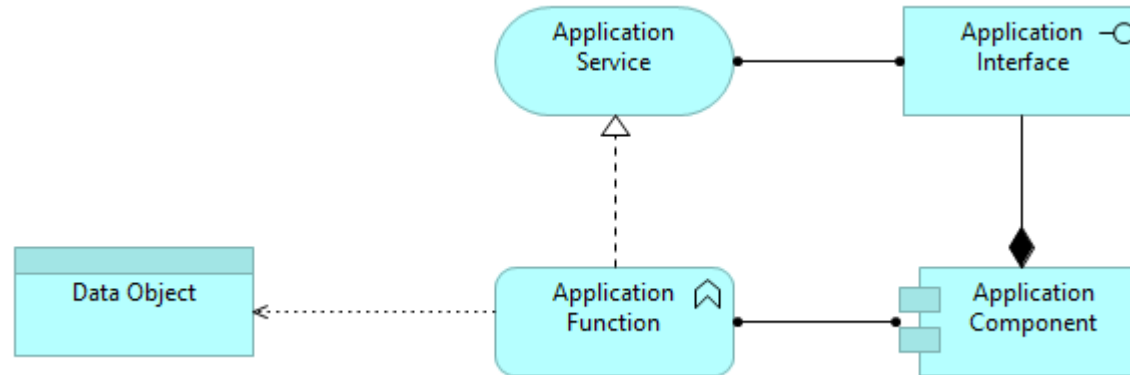 Application
Service
Application
Interface
Data Object
Application
Function
Application
Component